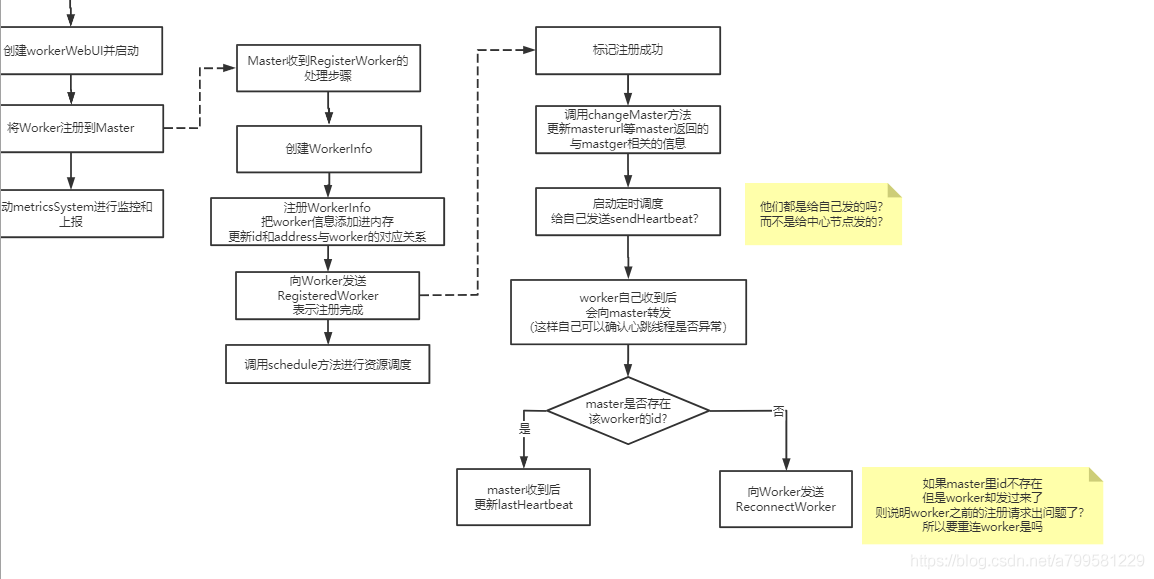 创建workerWebUI并启动
将Worker注册到Master
动metricsSystem进行监控和
上报
Master收到RegisterWorker的
处理步骤
创建WorkerInfo
注册WorkerInfo
把worker信息添加进内存
更新id和address与worker的对应关系
向Worker发送
RegisteredWorker
表示注册完成
调用schedule方法进行资源调度
标记注册成功
调用changeMaster方法
更新masterurl等master返回的
与mastger相关的信息
启动定时调度
给自己发送sendHeartbeat?
他们都是给自己发的吗?
而不是给中心节点发的?
worker自己收到后
会向master转发
(这样自己可以确认心跳线程是否异常)
master是否存在
该worker的id?
是
否
master收到后
更新lastHeartbeat
向Worker发送
ReconnectWorker
如果master里id不存在
但是worker却发过来了
则说明worker之前的注册请求出问题了?
所以要重连worker是吗
https://blog.csdn.net/a799581229